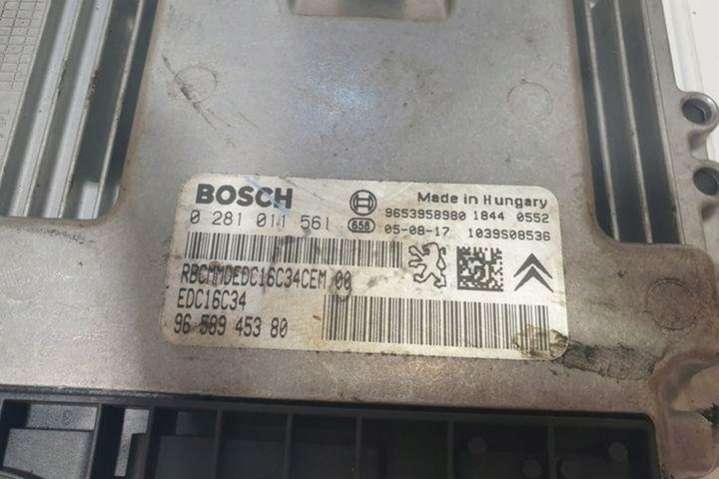 BOSCH
Made in Hungary
0 281 011 561
658
9653958980 1844 0552
05-08-17 1039S08536
RBCMMDEDC16C34CEM 00
EDC16C34
96 589 453 80